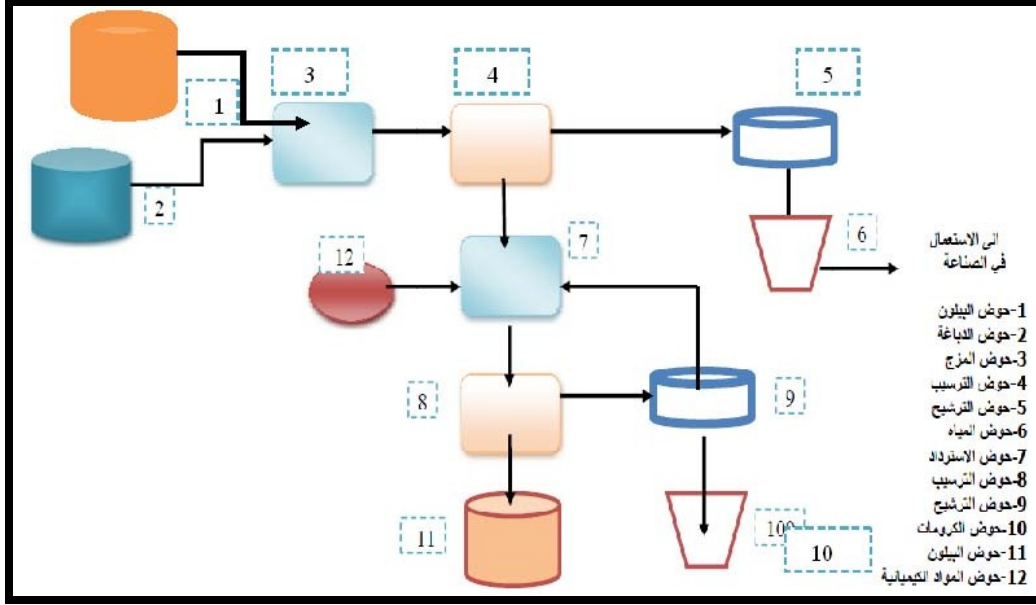 3
4
5
1
2
7
6
الى الاستعمال
في الصناعة
12
8
9
11
10
1-حوض البيلون
2-حوض الدباغة
3-حوض المزج
4-حوض الترسيب
5-حوض الترشيح
6-حوض المياه
7-حوض الاسترداد
8-حوض الترسيب
9-حوض الترشيح
10-حوض الكرومات
11-حوض البيلون
12-حوض المواد الكيميائية